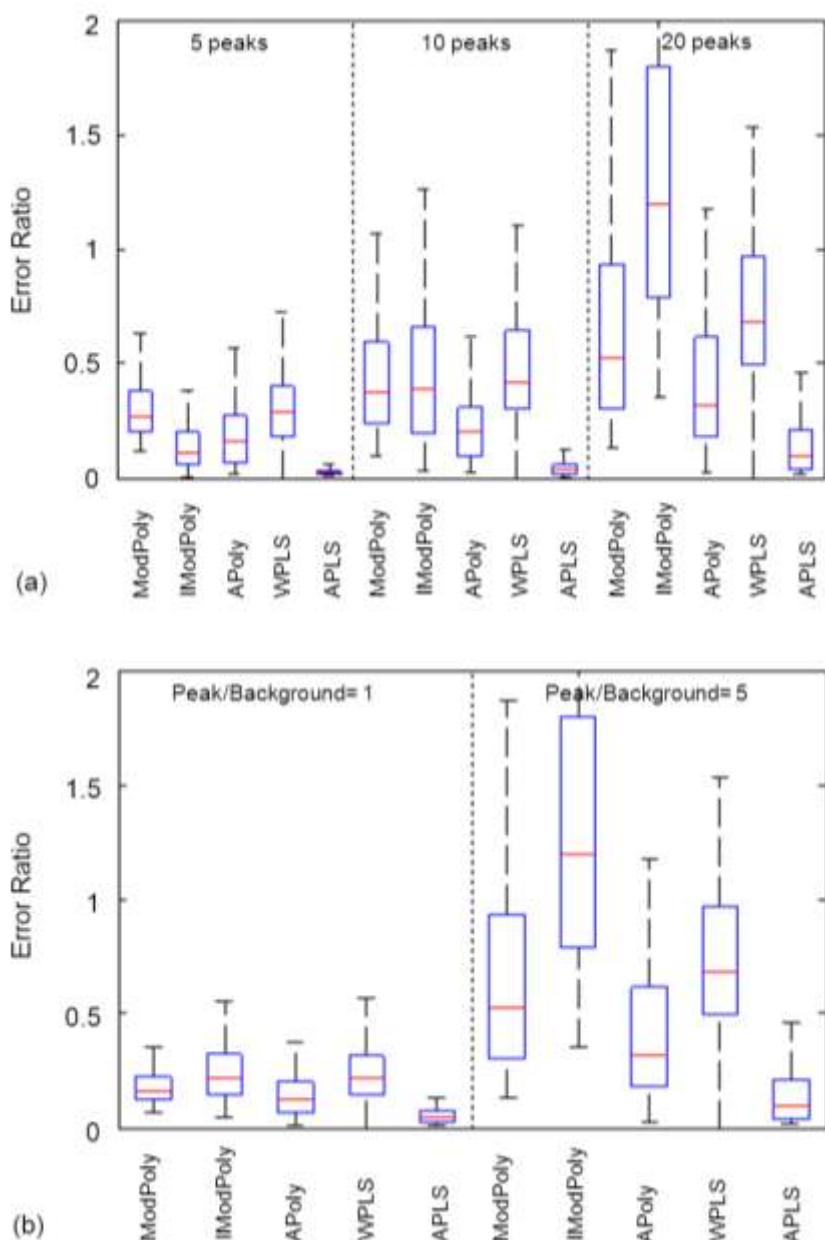 2
5 peaks
10 peaks
20 peaks
1.5
Error Ratio
1
0.5
0
ModPoly
IModPoly
APoly
WPLS
APLS
ModPoly
IModPoly
APoly
WPLS
APLS
ModPoly
IModPoly
APoly
WPLS
APLS
(a)
2
Peak/Background= 1
Peak/Background= 5
1.5
Error Ratio
1
0.5
0
ModPoly
IModPoly
APoly
WPLS
APLS
ModPoly
IModPoly
APoly
WPLS
APLS
(b)